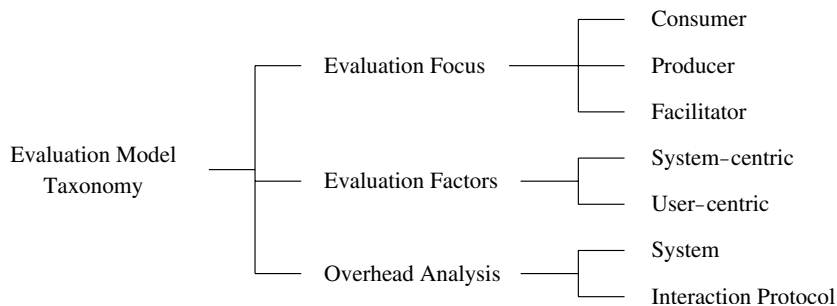 Evaluation Model
Taxonomy
Evaluation Focus
Consumer
Producer
Facilitator
Evaluation Factors
System-centric
User-centric
Overhead Analysis
System
Interaction Protocol